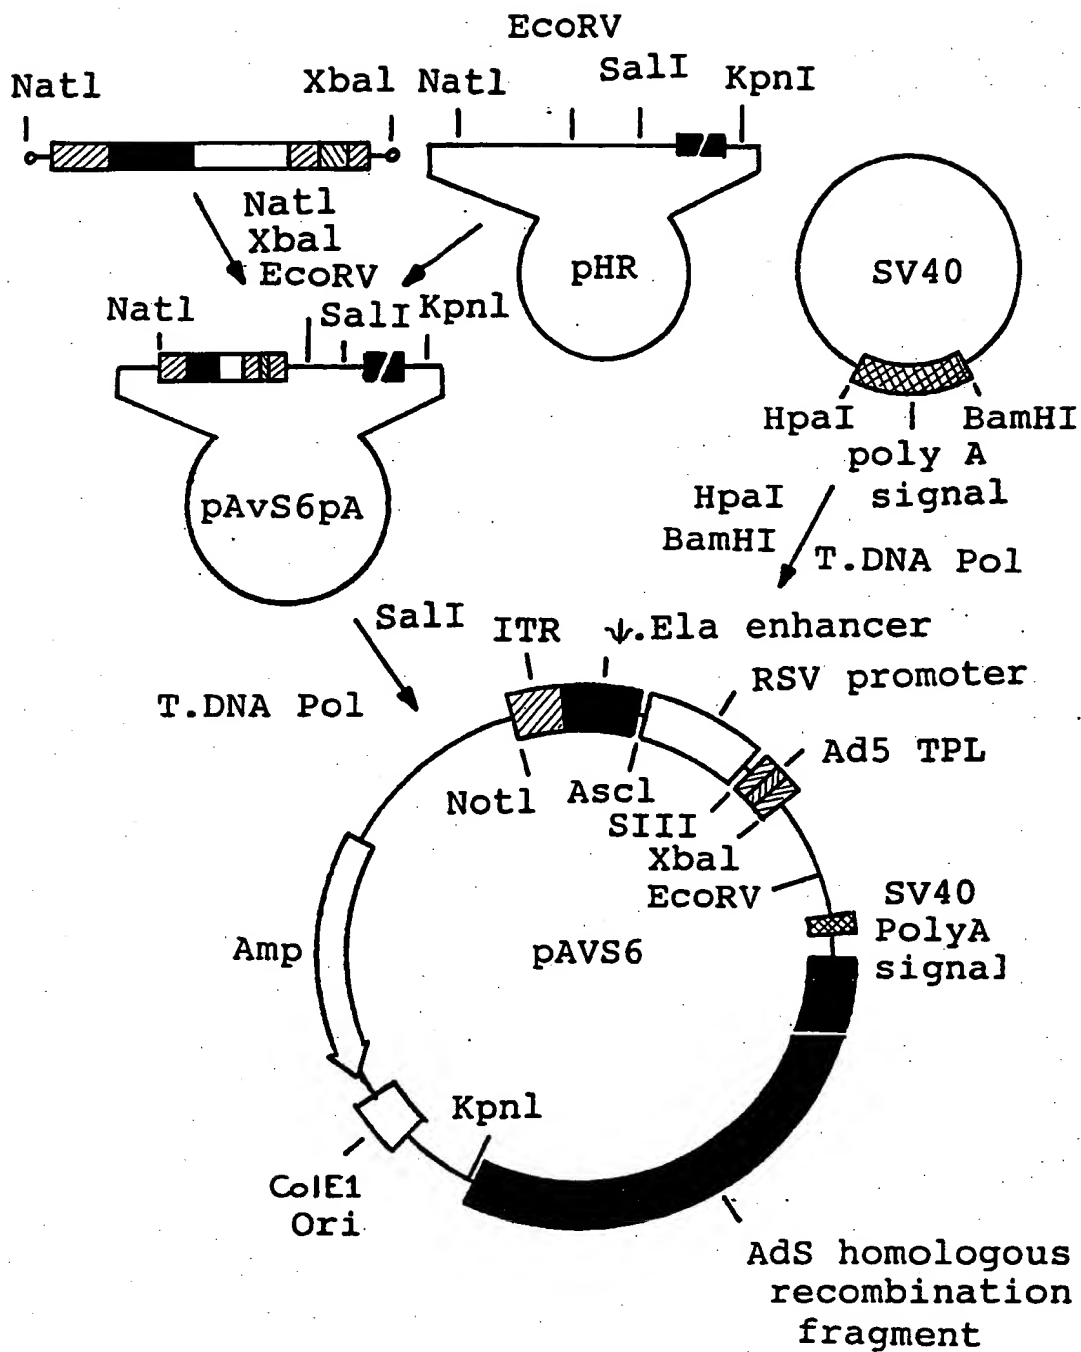 EcoRV
Natl
Xbal
Natl
SalI
KpnI
pHR
SV40
Natl
Xbal
EcoRV
Natl
SalI
Kpnl
pAvS6pA
HpaI
BamHI
poly A
signal
HpaI
BamHI
T.DNA Pol
SalI
T.DNA Pol
ITR
ψ.Ela enhancer
RSV promoter
Ad5 TPL
Notl
Ascl
SIII
Xbal
EcoRV
SV40
PolyA
signal
Amp
pAVS6
Kpnl
ColE1
Ori
AdS homologous
recombination
fragment